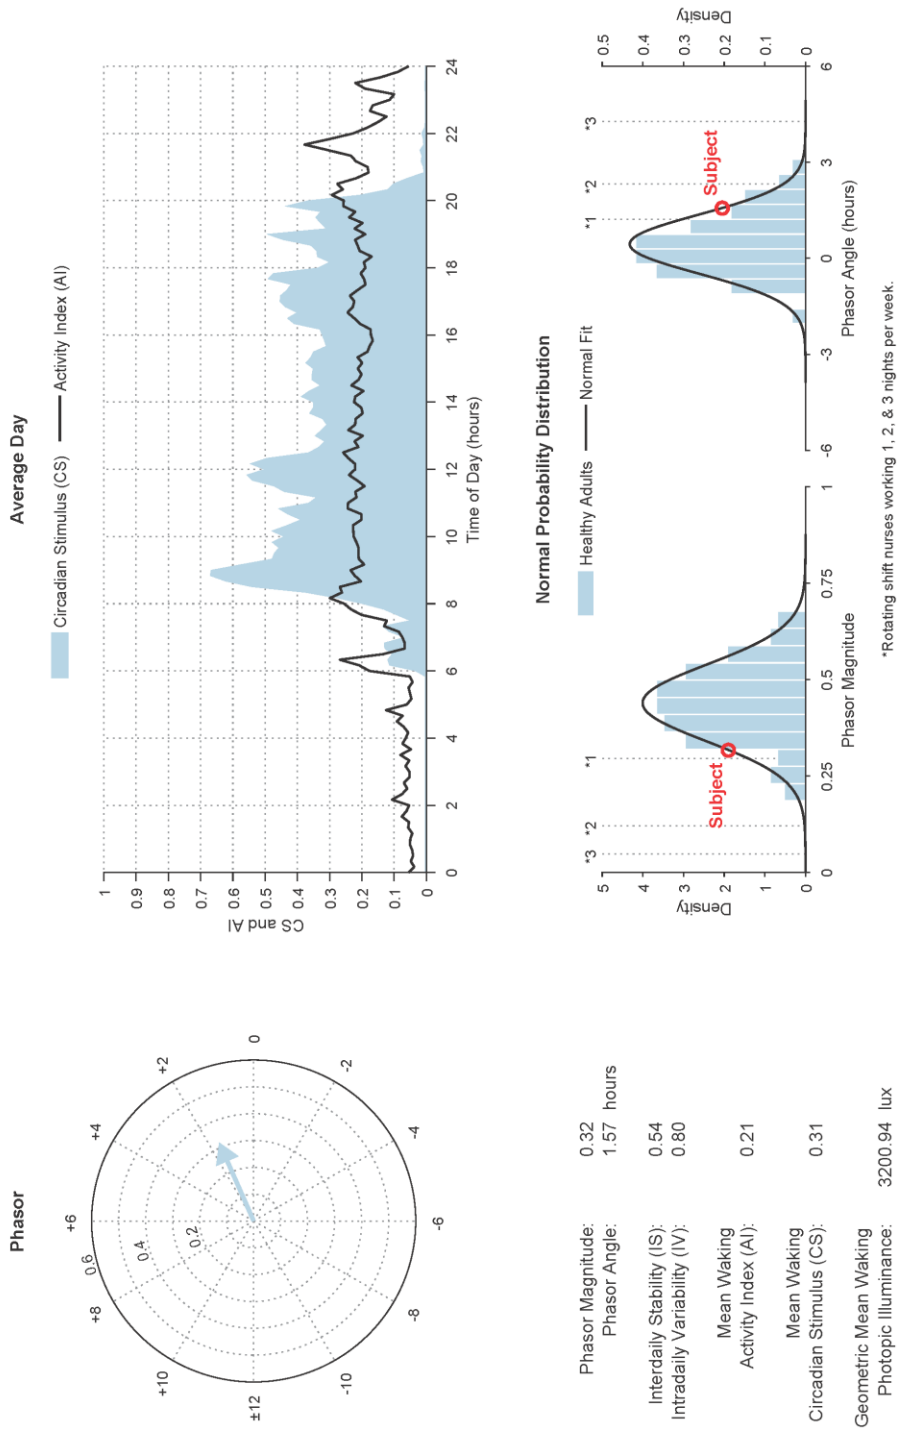 Phasor
0
+2
+4
+6
+8
+10
±12
-10
-8
-6
-4
-2
0.2
0.4
0.6
Average Day
Circadian Stimulus (CS)
Activity Index (AI)
CS and AI
1
0.9
0.8
0.7
0.6
0.5
0.4
0.3
0.2
0.1
0
0
2
4
6
8
10
12
14
16
18
20
22
24
Time of Day (hours)
Phasor Magnitude: 0.32
Phasor Angle: 1.57 hours
Interdaily Stability (IS): 0.54
Intradaily Variability (IV): 0.80
Mean Waking
Activity Index (AI): 0.21
Mean Waking
Circadian Stimulus (CS): 0.31
Geometric Mean Waking
Photopic Illuminance: 3200.94 lux
Normal Probability Distribution
Healthy Adults
Normal Fit
Density
5
4
3
2
1
0
*3
*2
*1
Subject
0
0.25
0.5
0.75
1
Phasor Magnitude
*1
*2
*3
Subject
-6
-3
0
3
6
Phasor Angle (hours)
0.5
0.4
0.3
0.2
0.1
0
Density
*Rotating shift nurses working 1, 2, & 3 nights per week.